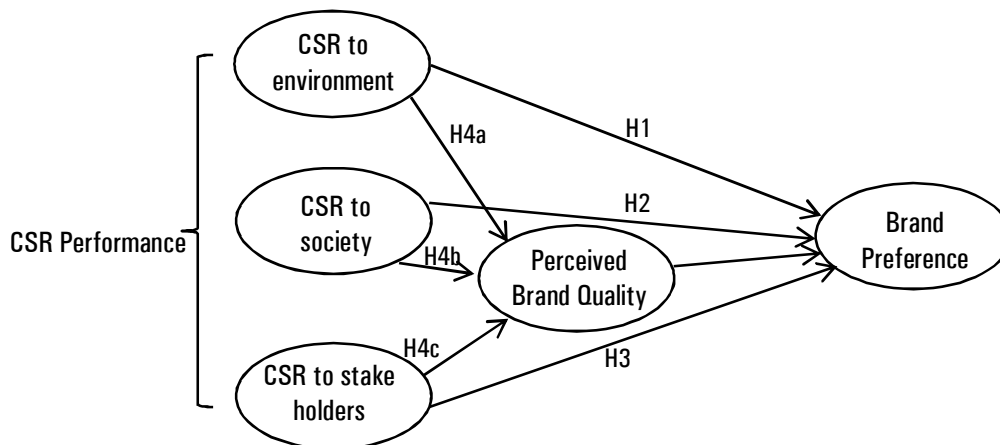 CSR to
environment
H1
H4a
CSR to
society
H2
Brand
Preference
CSR Performance
H4b
Perceived
Brand Quality
H4c
H3
CSR to stake
holders